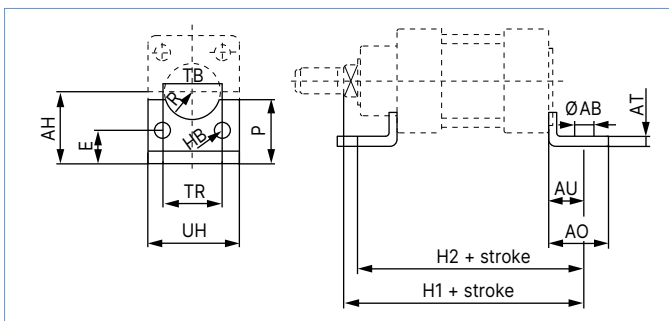 TB
R
AH
E
HB
P
TR
UH
ØAB
AT
AU
AO
H2 + stroke
H1 + stroke